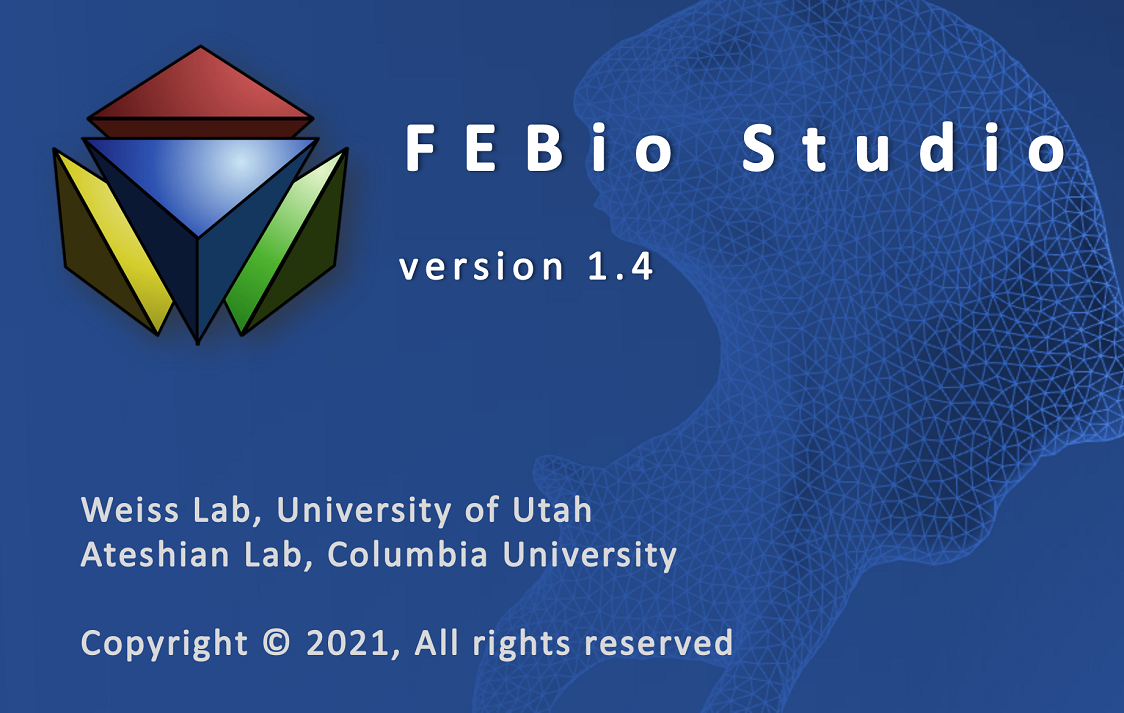 FEBio Studio
version 1.4
Weiss Lab, University of Utah
Ateshian Lab, Columbia University
Copyright © 2021, All rights reserved